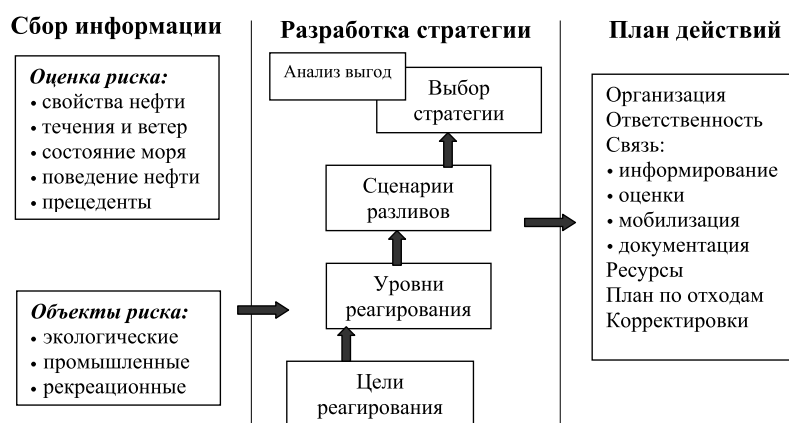 Сбор информации
Оценка риска:
• свойства нефти
• течения и ветер
• состояние моря
• поведение нефти
• прецеденты
Объекты риска:
• экологические
• промышленные
• рекреационные
Разработка стратегии
Анализ выгод
Выбор
стратегии
Сценарии
разливов
Уровни
реагирования
Цели
реагирования
План действий
Организация
Ответственность
Связь:
• информирование
• оценки
• мобилизация
• документация
Ресурсы
План по отходам
Корректировки